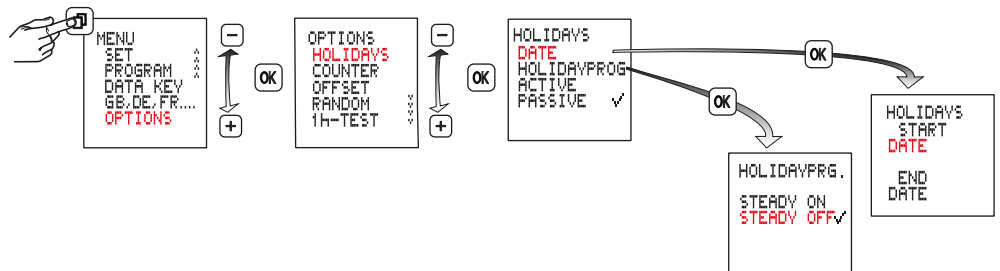 MENU
SET
PROGRAM
DATA KEY
GB,DE,FR....
OPTIONS
−
OK
+
OPTIONS
HOLIDAYS
COUNTER
OFFSET
RANDOM
1h-TEST
−
OK
+
HOLIDAYS
DATE
HOLIDAYPROG
ACTIVE
PASSIVE ✓
OK
OK
HOLIDAYPRG.
STEADY ON
STEADY OFF✓
HOLIDAYS
START
DATE
END
DATE